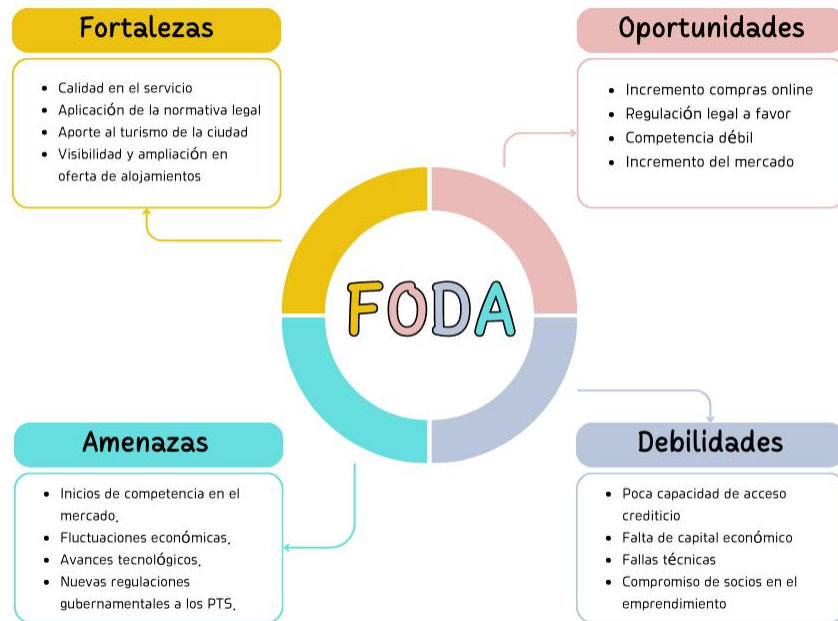 Fortalezas
• Calidad en el servicio
• Aplicación de la normativa legal
• Aporte al turismo de la ciudad
• Visibilidad y ampliación en
oferta de alojamientos
Oportunidades
• Incremento compras online
• Regulación legal a favor
• Competencia débil
• Incremento del mercado
FODA
Amenazas
• Inicios de competencia en el
mercado.
• Fluctuaciones económicas.
• Avances tecnológicos.
• Nuevas regulaciones
gubernamentales a los PTS.
Debilidades
• Poca capacidad de acceso
crediticio
• Falta de capital económico
• Fallas técnicas
• Compromiso de socios en el
emprendimiento